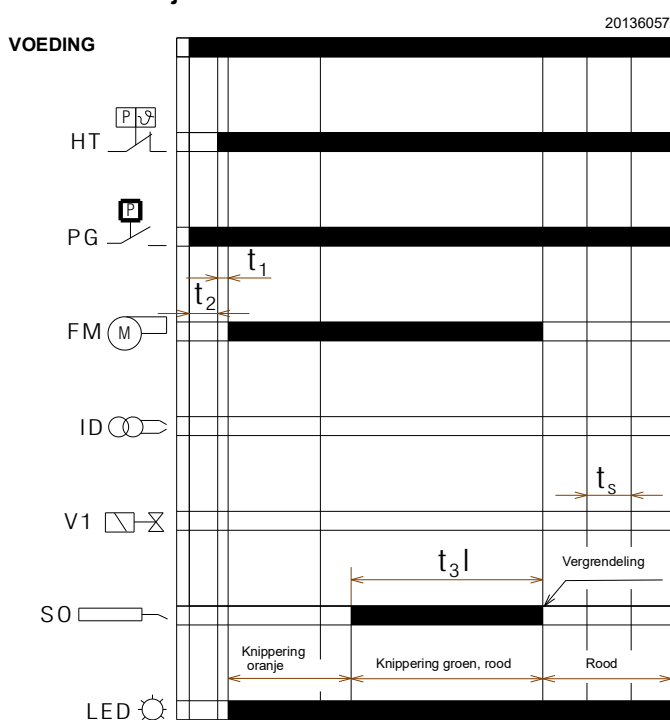 20136057
VOEDING
P ϑ
HT
P
PG
t₁
t₂
FM M
ID
V1
tₛ
t₃l
Vergrendeling
SO
Knippering
oranje
Knippering groen, rood
Rood
LED